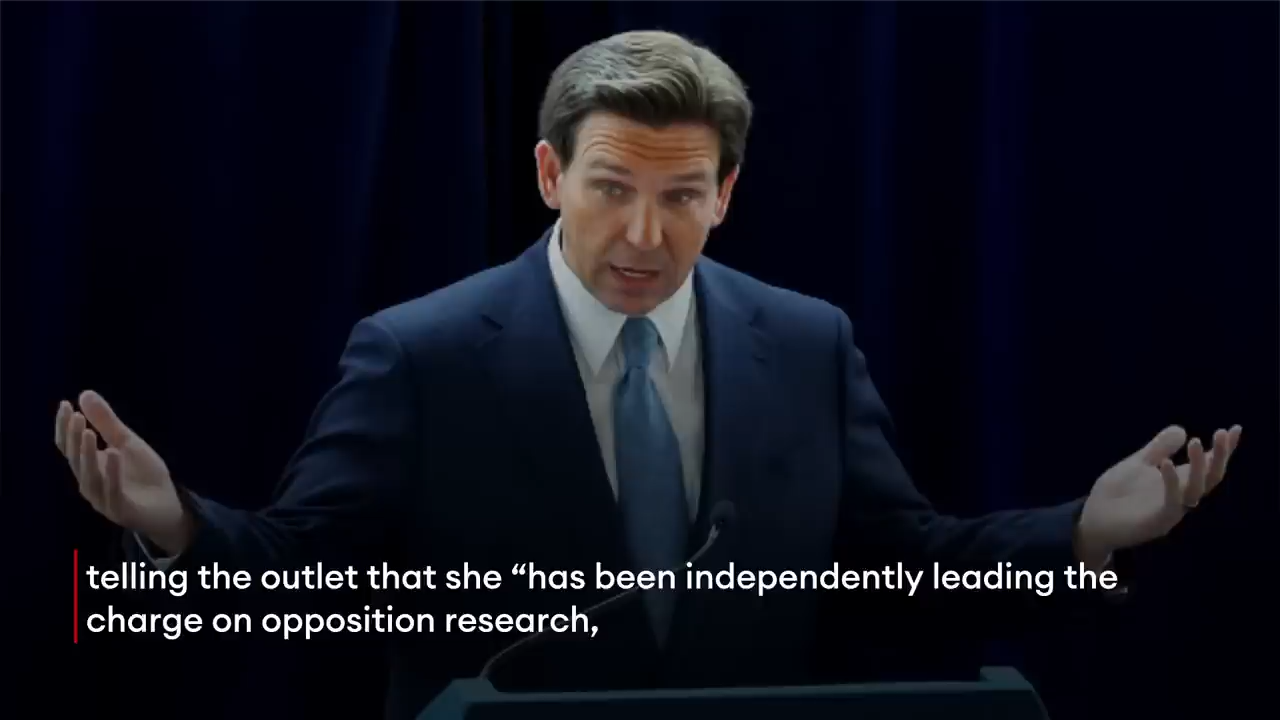 telling the outlet that she “has been independently leading the
charge on opposition research,